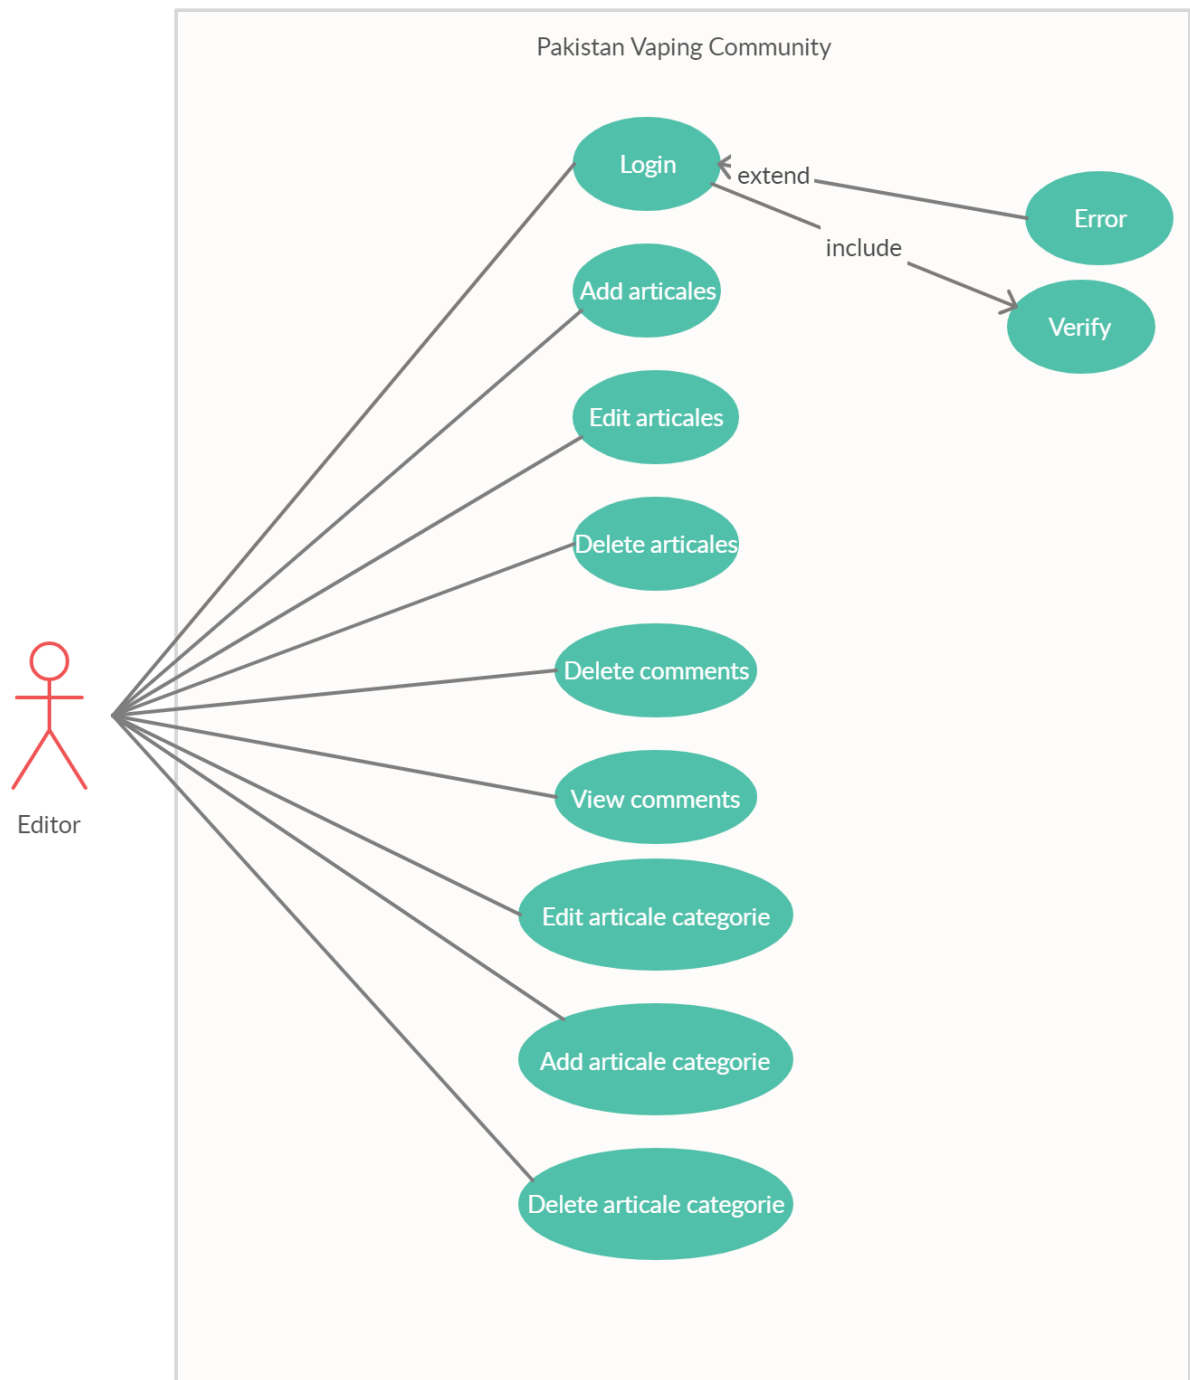 Pakistan Vaping Community
Login
extend
Error
include
Verify
Add articales
Edit articales
Delete articales
Delete comments
View comments
Editor
Edit articale categorie
Add articale categorie
Delete articale categorie